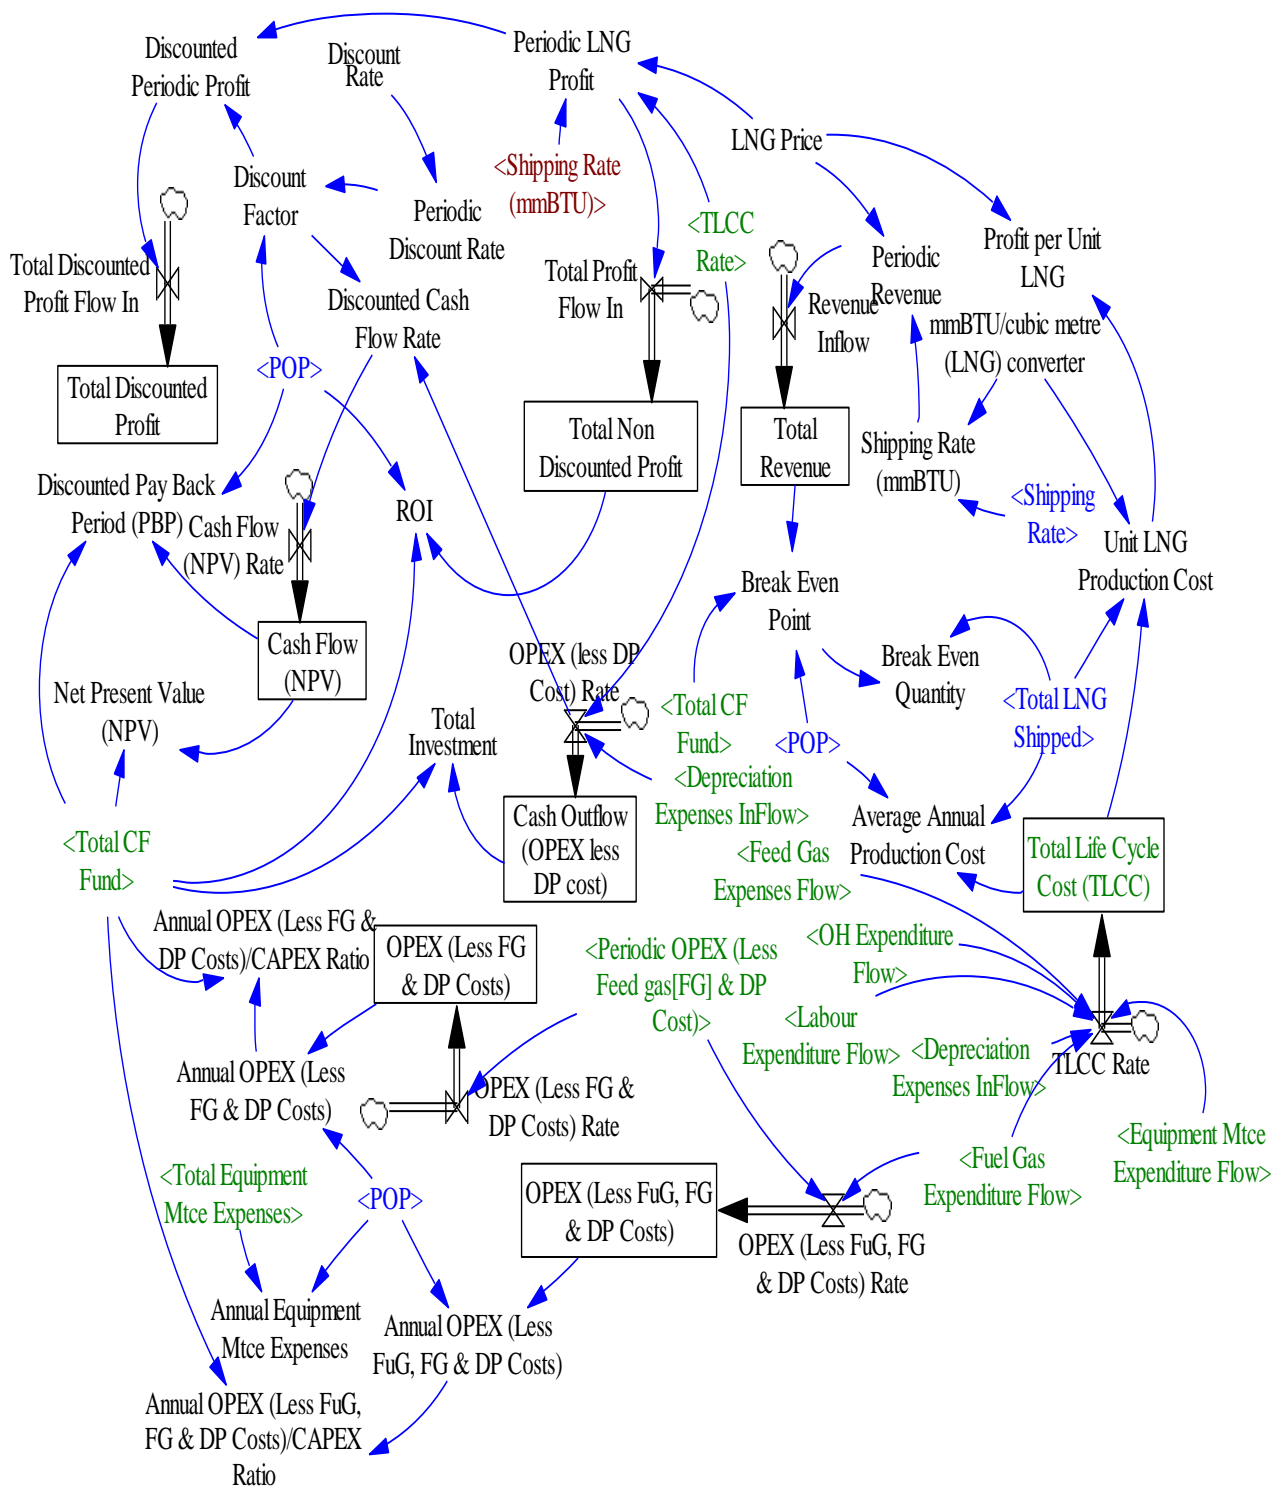 Discounted
Periodic Profit
Discount
Rate
Periodic LNG
Profit
LNG Price
<Shipping Rate
(mmBTU)>
Discount
Factor
Periodic
Discount Rate
<TLCC
Rate>
Profit per Unit
LNG
Total Discounted
Profit Flow In
Total Profit
Flow In
Periodic
Revenue
Discounted Cash
Flow Rate
Revenue
Inflow
mmBTU/cubic metre
(LNG) converter
<POP>
Total Discounted
Profit
Total Non
Discounted Profit
Total
Revenue
Shipping Rate
(mmBTU)
Discounted Pay Back
Period (PBP)
Cash Flow
(NPV) Rate
ROI
<Shipping
Rate>
Unit LNG
Production Cost
Break Even
Point
Cash Flow
(NPV)
OPEX (less DP
Cost) Rate
Break Even
Quantity
Net Present Value
(NPV)
Total
Investment
<Total CF
Fund>
<POP>
<Total LNG
Shipped>
<Depreciation
Expenses InFlow>
Cash Outflow
(OPEX less
DP cost)
Average Annual
Production Cost
<Total CF
Fund>
<Feed Gas
Expenses Flow>
Total Life Cycle
Cost (TLCC)
Annual OPEX (Less FG &
DP Costs)/CAPEX Ratio
OPEX (Less FG
& DP Costs)
<Periodic OPEX (Less
Feed gas[FG] & DP
Cost)>
<OH Expenditure
Flow>
<Labour
Expenditure Flow>
<Depreciation
Expenses InFlow>
TLCC Rate
Annual OPEX (Less
FG & DP Costs)
OPEX (Less FG &
DP Costs) Rate
<Equipment Mtce
Expenditure Flow>
<Fuel Gas
Expenditure Flow>
<Total Equipment
Mtce Expenses>
<POP>
OPEX (Less FuG, FG
& DP Costs)
OPEX (Less FuG, FG
& DP Costs) Rate
Annual Equipment
Mtce Expenses
Annual OPEX (Less
FuG, FG & DP Costs)
Annual OPEX (Less FuG,
FG & DP Costs)/CAPEX
Ratio